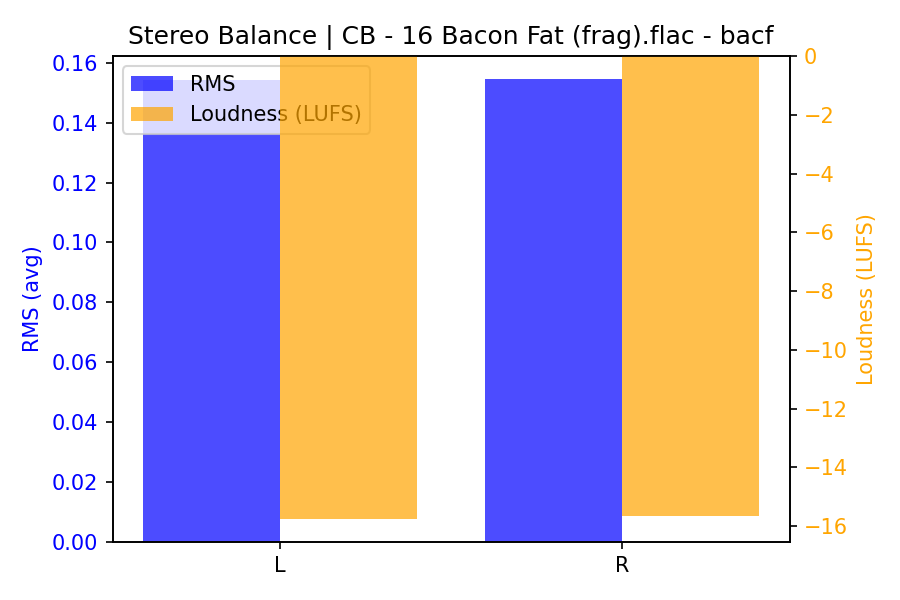 Stereo Balance | CB - 16 Bacon Fat (frag).flac - bacf
RMS
Loudness (LUFS)
RMS (avg)
0.16
0.14
0.12
0.10
0.08
0.06
0.04
0.02
0.00
L
R
0
−2
−4
−6
−8
−10
−12
−14
−16
Loudness (LUFS)